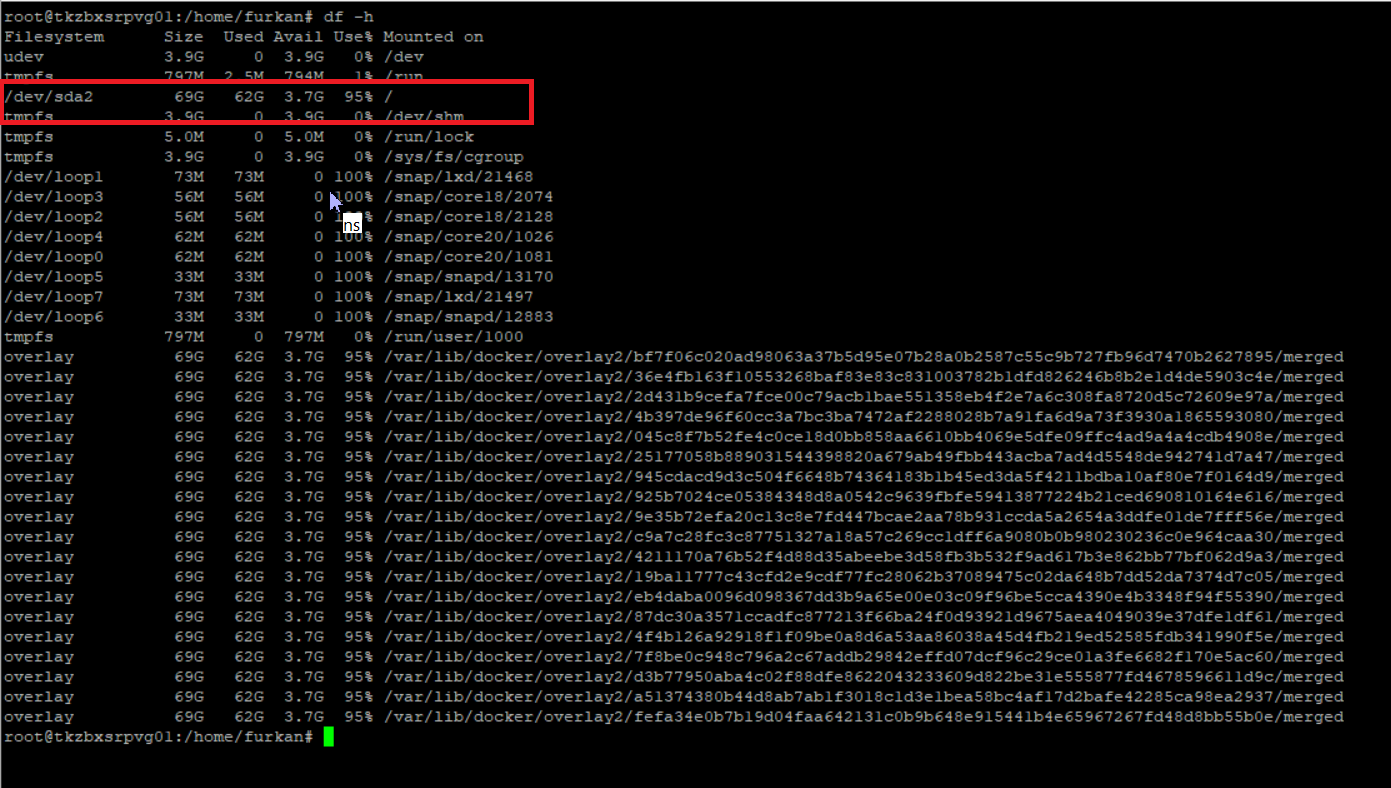 root@tkzbxsrpvg01:/home/furkan# df -h
Filesystem      Size  Used Avail Use% Mounted on
udev            3.9G     0  3.9G   0% /dev
tmpfs           797M  2.5M  794M   1% /run
/dev/sda2        69G   62G  3.7G  95% /
tmpfs           3.9G     0  3.9G   0% /dev/shm
tmpfs           5.0M     0  5.0M   0% /run/lock
tmpfs           3.9G     0  3.9G   0% /sys/fs/cgroup
/dev/loop1       73M   73M     0 100% /snap/lxd/21468
/dev/loop3       56M   56M     0 100% /snap/core18/2074
/dev/loop2       56M   56M     0 100% /snap/core18/2128
ns
/dev/loop4       62M   62M     0 100% /snap/core20/1026
/dev/loop0       62M   62M     0 100% /snap/core20/1081
/dev/loop5       33M   33M     0 100% /snap/snapd/13170
/dev/loop7       73M   73M     0 100% /snap/lxd/21497
/dev/loop6       33M   33M     0 100% /snap/snapd/12883
tmpfs           797M     0  797M   0% /run/user/1000
overlay          69G   62G  3.7G  95% /var/lib/docker/overlay2/bf7f06c020ad98063a37b5d95e07b28a0b2587c55c9b727fb96d7470b2627895/merged
overlay          69G   62G  3.7G  95% /var/lib/docker/overlay2/36e4fb163f10553268baf83e83c831003782b1dfd826246b8b2e1d4de5903c4e/merged
overlay          69G   62G  3.7G  95% /var/lib/docker/overlay2/2d431b9cefa7fce00c79acb1bae551358eb4f2e7a6c308fa8720d5c72609e97a/merged
overlay          69G   62G  3.7G  95% /var/lib/docker/overlay2/4b397de96f60cc3a7bc3ba7472af2288028b7a91fa6d9a73f3930a1865593080/merged
overlay          69G   62G  3.7G  95% /var/lib/docker/overlay2/045c8f7b52fe4c0ce18d0bb858aa6610bb4069e5dfe09ffc4ad9a4a4cdb4908e/merged
overlay          69G   62G  3.7G  95% /var/lib/docker/overlay2/25177058b889031544398820a679ab49fbb443acba7ad4d5548de942741d7a47/merged
overlay          69G   62G  3.7G  95% /var/lib/docker/overlay2/945cdacd9d3c504f6648b74364183b1b45ed3da5f4211bdba10af80e7f0164d9/merged
overlay          69G   62G  3.7G  95% /var/lib/docker/overlay2/925b7024ce05384348d8a0542c9639fbfe59413877224b21ced690810164e616/merged
overlay          69G   62G  3.7G  95% /var/lib/docker/overlay2/9e35b72efa20c13c8e7fd447bcae2aa78b931ccda5a2654a3ddfe01de7fff56e/merged
overlay          69G   62G  3.7G  95% /var/lib/docker/overlay2/c9a7c28fc3c87751327a18a57c269cc1dff6a9080b0b980230236c0e964caa30/merged
overlay          69G   62G  3.7G  95% /var/lib/docker/overlay2/4211170a76b52f4d88d35abeebe3d58fb3b532f9ad617b3e862bb77bf062d9a3/merged
overlay          69G   62G  3.7G  95% /var/lib/docker/overlay2/19ba11777c43cfd2e9cdf77fc28062b37089475c02da648b7dd52da7374d7c05/merged
overlay          69G   62G  3.7G  95% /var/lib/docker/overlay2/eb4daba0096d098367dd3b9a65e00e03c09f96be5cca4390e4b3348f94f55390/merged
overlay          69G   62G  3.7G  95% /var/lib/docker/overlay2/87dc30a3571ccadfc877213f66ba24f0d93921d9675aea4049039e37dfe1df61/merged
overlay          69G   62G  3.7G  95% /var/lib/docker/overlay2/4f4b126a92918f1f09be0a8d6a53aa86038a45d4fb219ed52585fdb341990f5e/merged
overlay          69G   62G  3.7G  95% /var/lib/docker/overlay2/7f8be0c948c796a2c67addb29842effd07dcf96c29ce01a3fe6682f170e5ac60/merged
overlay          69G   62G  3.7G  95% /var/lib/docker/overlay2/d3b77950aba4c02f88dfe8622043233609d822be31e555877fd4678596611d9c/merged
overlay          69G   62G  3.7G  95% /var/lib/docker/overlay2/a51374380b44d8ab7ab1f3018c1d3e1bea58bc4af17d2bafe42285ca98ea2937/merged
overlay          69G   62G  3.7G  95% /var/lib/docker/overlay2/fefa34e0b7b19d04faa642131c0b9b648e915441b4e65967267fd48d8bb55b0e/merged
root@tkzbxsrpvg01:/home/furkan#